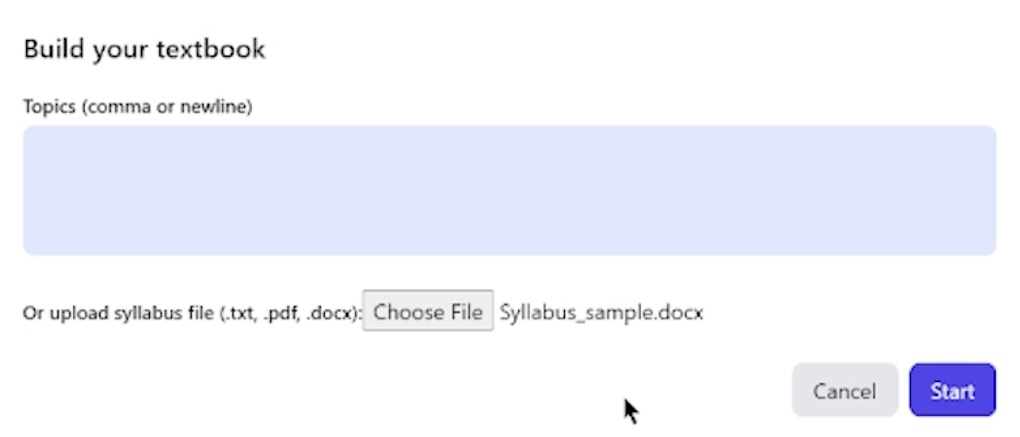 Build your textbook
Topics (comma or newline)
Or upload syllabus file (.txt, .pdf, .docx): Choose File Syllabus_sample.docx
Cancel Start